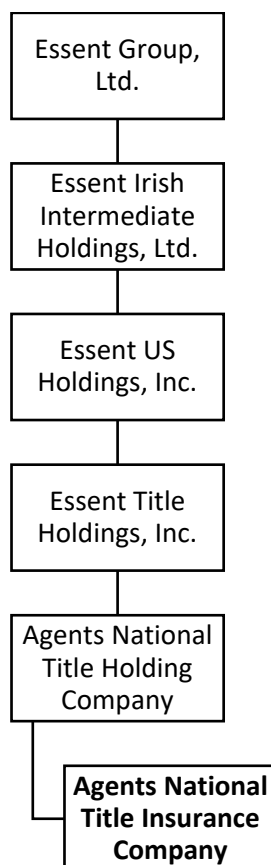 Essent Group,
Ltd.
Essent Irish
Intermediate
Holdings, Ltd.
Essent US
Holdings, Inc.
Essent Title
Holdings, Inc.
Agents National
Title Holding
Company
Agents National
Title Insurance
Company